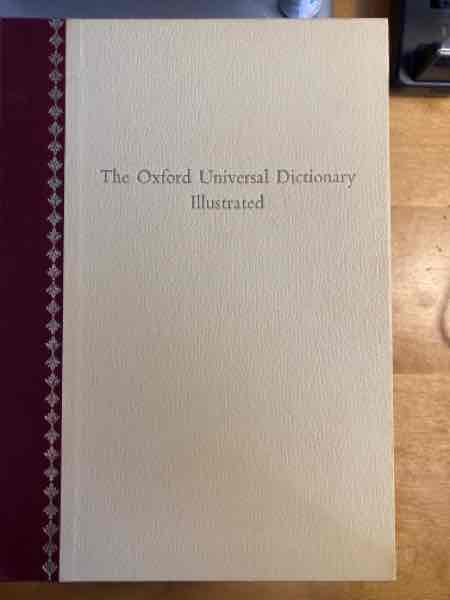 The Oxford Universal Dictionary
Illustrated